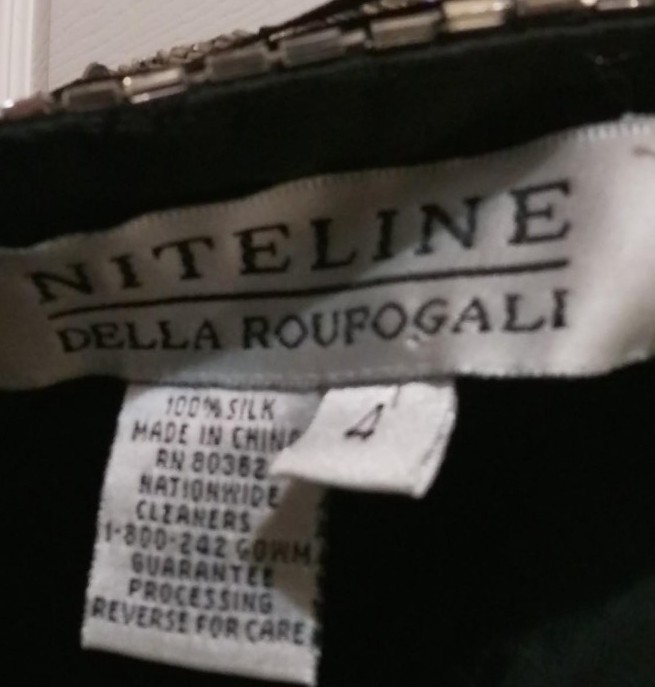 NITELINE
DELLA ROUFOGALI
4
100% SILK
MADE IN CHINA
RN 80382
NATIONWIDE
CLEANERS
1-800-242 GOWN
GUARANTEE
PROCESSING
REVERSE FOR CARE